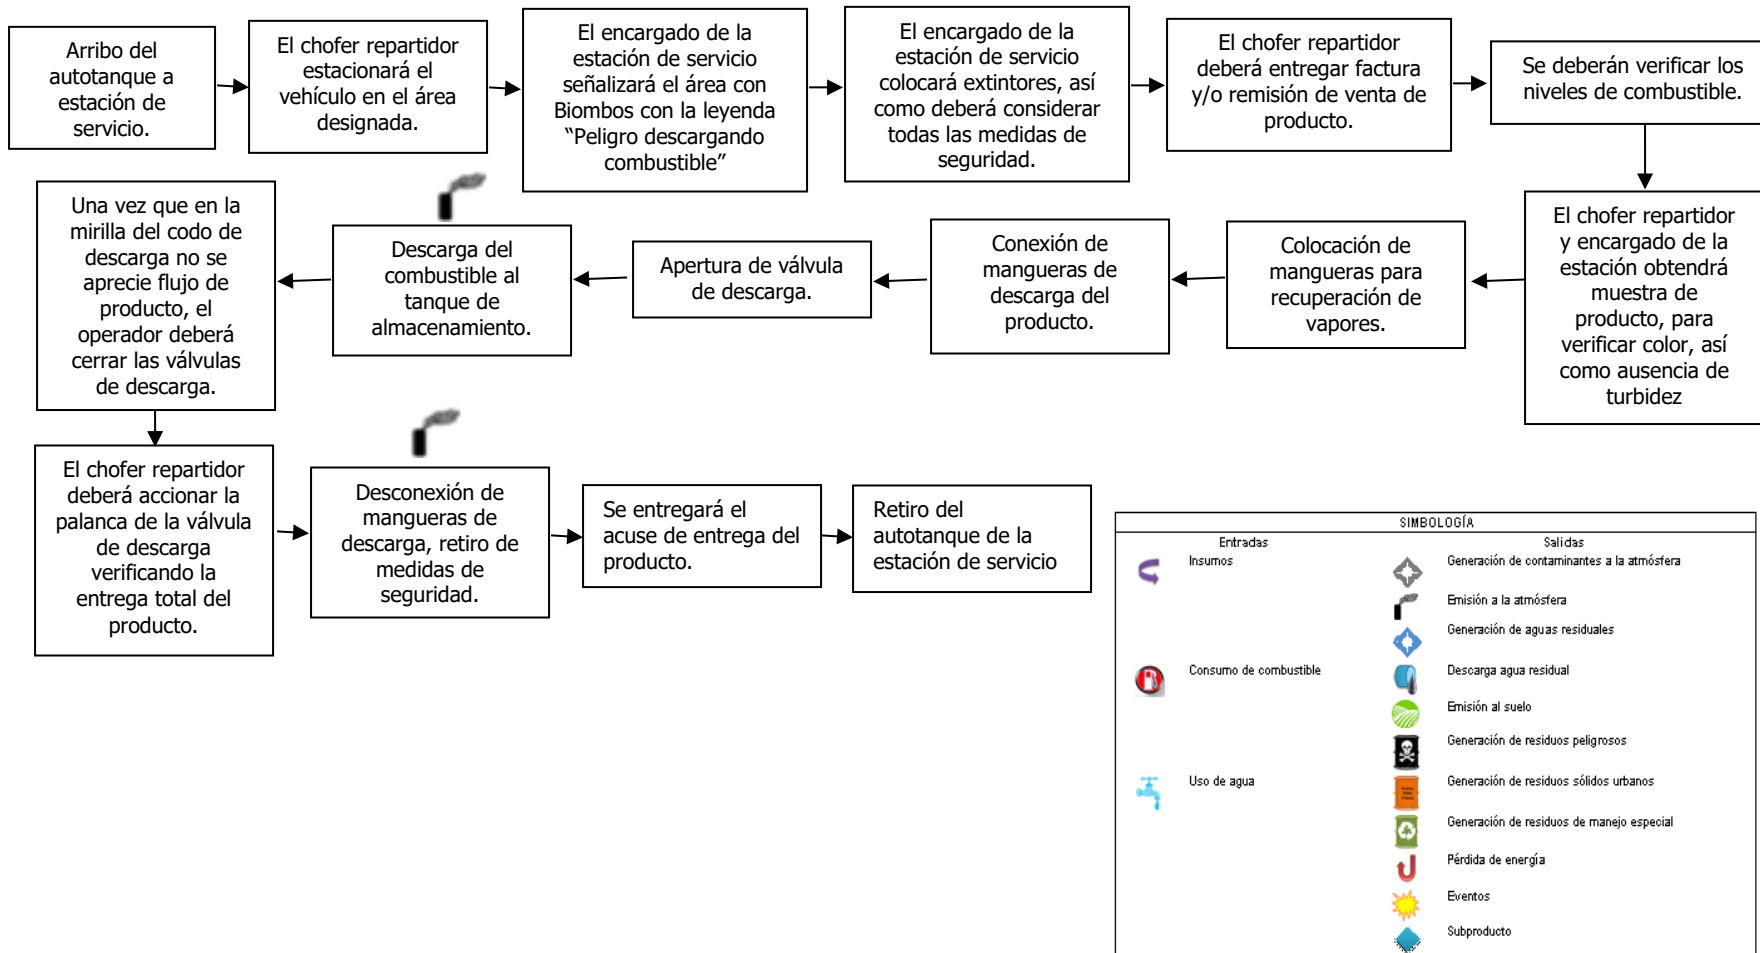 Arribo del
autotanque a
estación de
servicio.
El chofer repartidor
estacionará el
vehículo en el área
designada.
El encargado de la
estación de servicio
señalizará el área con
Biombos con la leyenda
“Peligro descargando
combustible”
El encargado de la
estación de servicio
colocará extintores, así
como deberá considerar
todas las medidas de
seguridad.
El chofer repartidor
deberá entregar factura
y/o remisión de venta de
producto.
Se deberán verificar los
niveles de combustible.
El chofer repartidor
y encargado de la
estación obtendrá
muestra de
producto, para
verificar color, así
como ausencia de
turbidez
Colocación de
mangueras para
recuperación de
vapores.
Conexión de
mangueras de
descarga del
producto.
Apertura de válvula
de descarga.
Descarga del
combustible al
tanque de
almacenamiento.
Una vez que en la
mirilla del codo de
descarga no se
aprecie flujo de
producto, el
operador deberá
cerrar las válvulas
de descarga.
El chofer repartidor
deberá accionar la
palanca de la válvula
de descarga
verificando la
entrega total del
producto.
Desconexión de
mangueras de
descarga, retiro de
medidas de
seguridad.
Se entregará el
acuse de entrega del
producto.
Retiro del
autotanque de la
estación de servicio
SIMBOLOGÍA
Entradas
Salidas
Insumos
Generación de contaminantes a la atmósfera
Emisión a la atmósfera
Generación de aguas residuales
Consumo de combustible
Descarga agua residual
Emisión al suelo
Generación de residuos peligrosos
Uso de agua
Generación de residuos sólidos urbanos
Generación de residuos de manejo especial
Pérdida de energía
Eventos
Subproducto